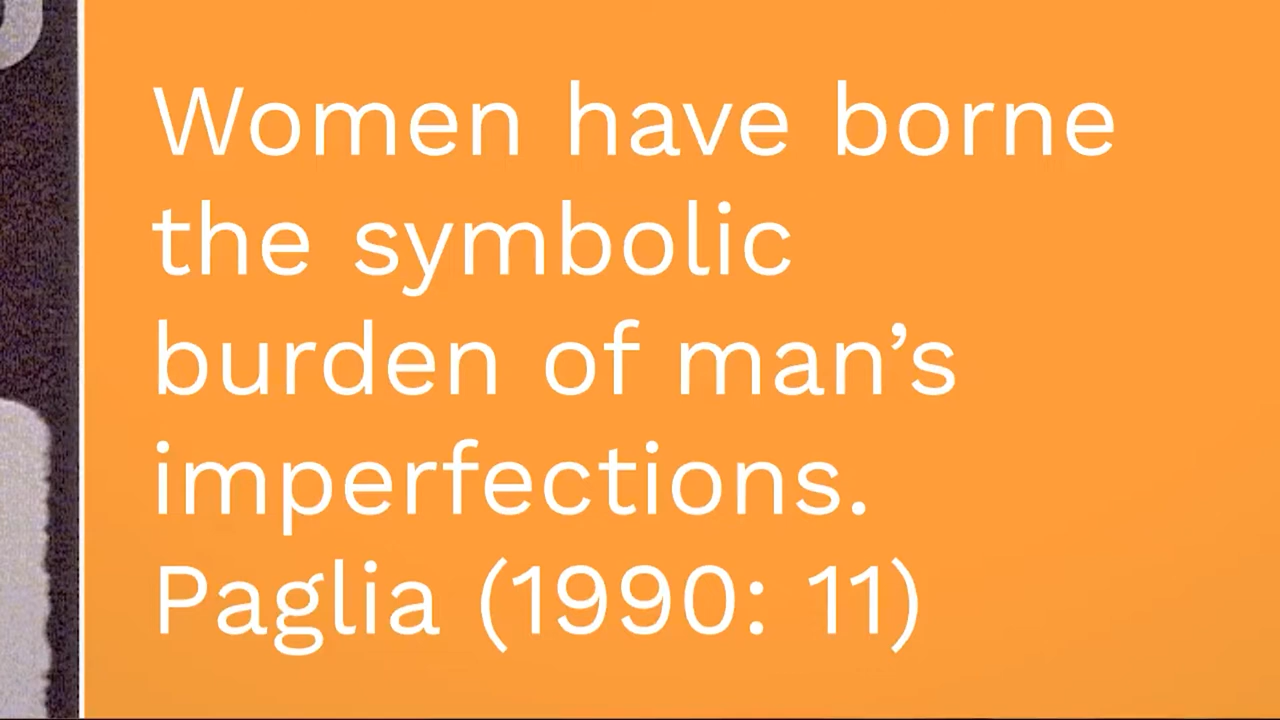 Women have borne
the symbolic
burden of man’s
imperfections.
Paglia (1990: 11)